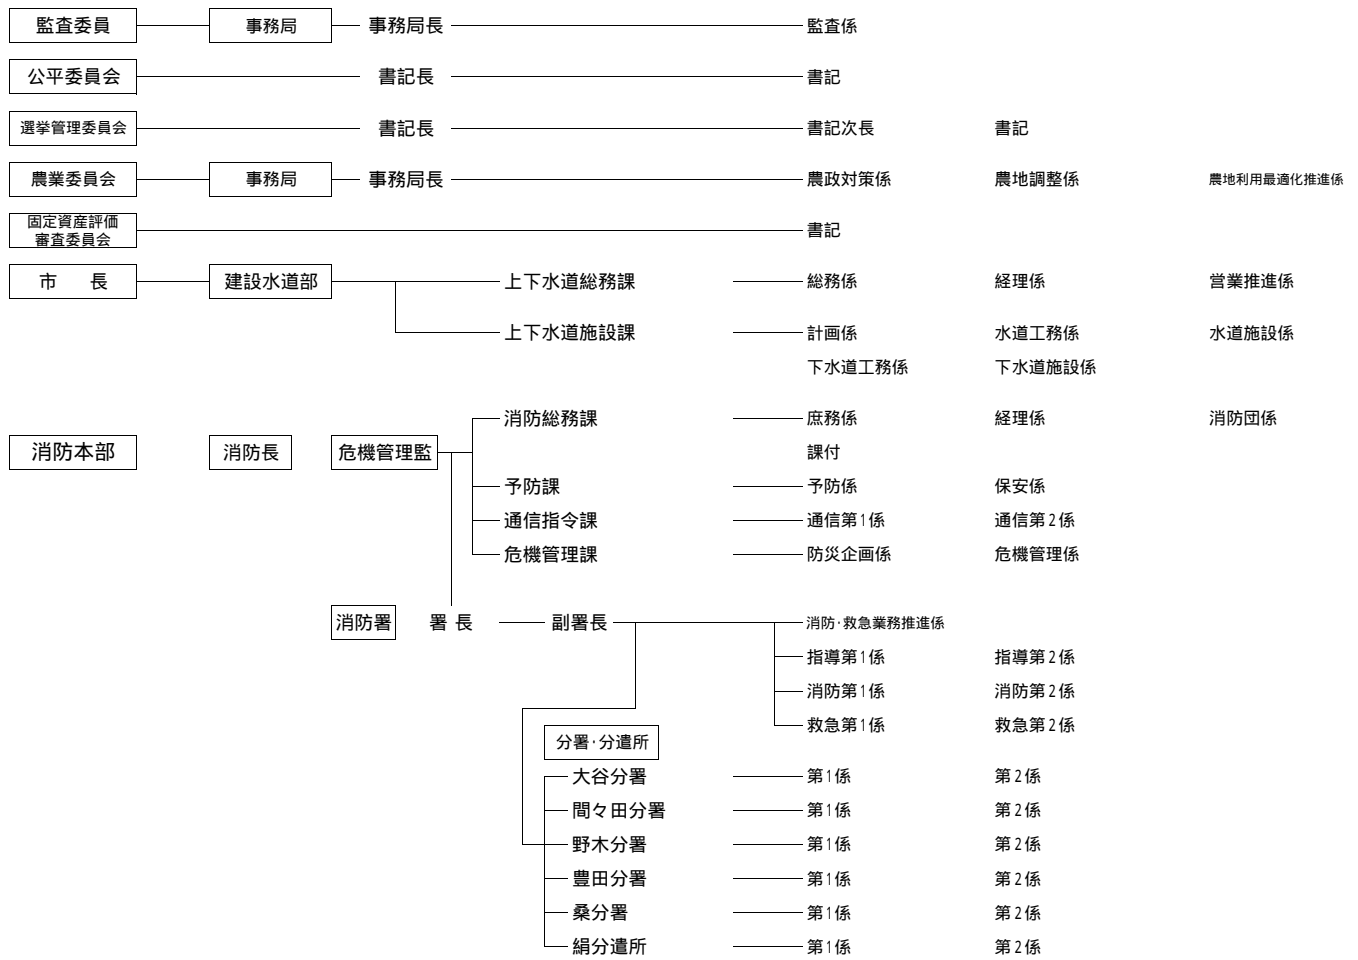 監査委員 事務局 事務局長 監査係
公平委員会 書記長 書記
選挙管理委員会 書記長 書記次長 書記
農業委員会 事務局 事務局長 農政対策係 農地調整係 農地利用最適化推進係
固定資産評価
審査委員会 書記
市　長 建設水道部 上下水道総務課 総務係 経理係 営業推進係
上下水道施設課 計画係 水道工務係 水道施設係
下水道工務係 下水道施設係
消防総務課 庶務係 経理係 消防団係
消防本部 消防長 危機管理監 課付
予防課 予防係 保安係
通信指令課 通信第1係 通信第2係
危機管理課 防災企画係 危機管理係
消防署 署 長 副署長 消防･救急業務推進係
指導第1係 指導第2係
消防第1係 消防第2係
救急第1係 救急第2係
分署･分遣所
大谷分署 第1係 第2係
間々田分署 第1係 第2係
野木分署 第1係 第2係
豊田分署 第1係 第2係
桑分署 第1係 第2係
絹分遣所 第1係 第2係